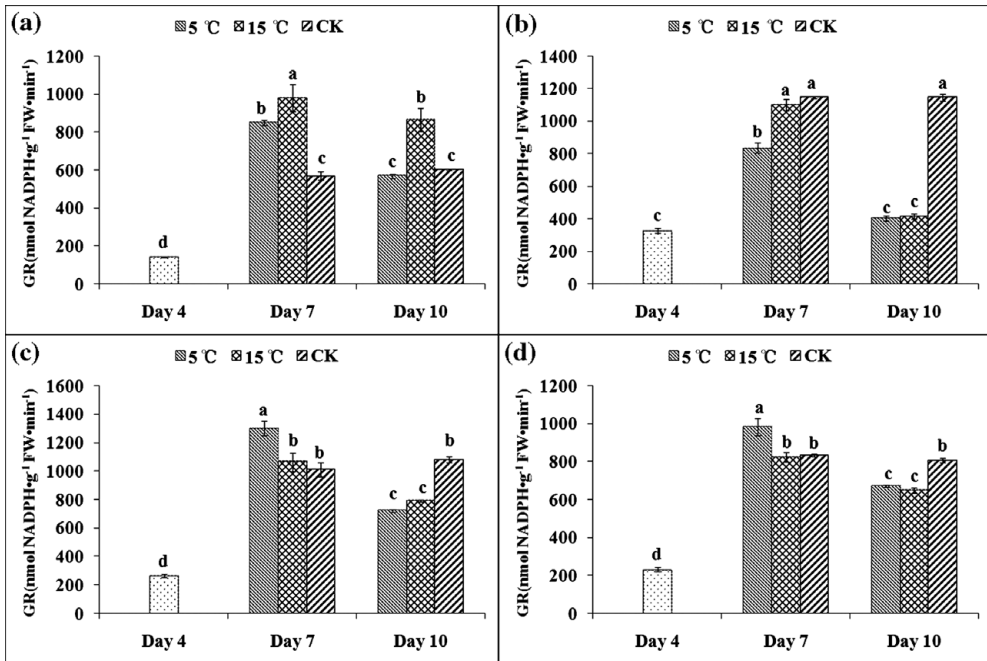 (a)
5 ℃ 15 ℃ CK
GR(nmol NADPH•g⁻¹ FW•min⁻¹)
1200
1000
800
600
400
200
0
d
b
a
c
c
b
c
Day 4 Day 7 Day 10
(b)
5 ℃ 15 ℃ CK
GR(nmol NADPH•g⁻¹ FW•min⁻¹)
1400
1200
1000
800
600
400
200
0
c
b
a
a
c
c
a
Day 4 Day 7 Day 10
(c)
5 ℃ 15 ℃ CK
GR(nmol NADPH•g⁻¹ FW•min⁻¹)
1600
1400
1200
1000
800
600
400
200
0
d
a
b
b
c
c
b
Day 4 Day 7 Day 10
(d)
5 ℃ 15 ℃ CK
GR(nmol NADPH•g⁻¹ FW•min⁻¹)
1200
1000
800
600
400
200
0
d
a
b
b
c
c
b
Day 4 Day 7 Day 10